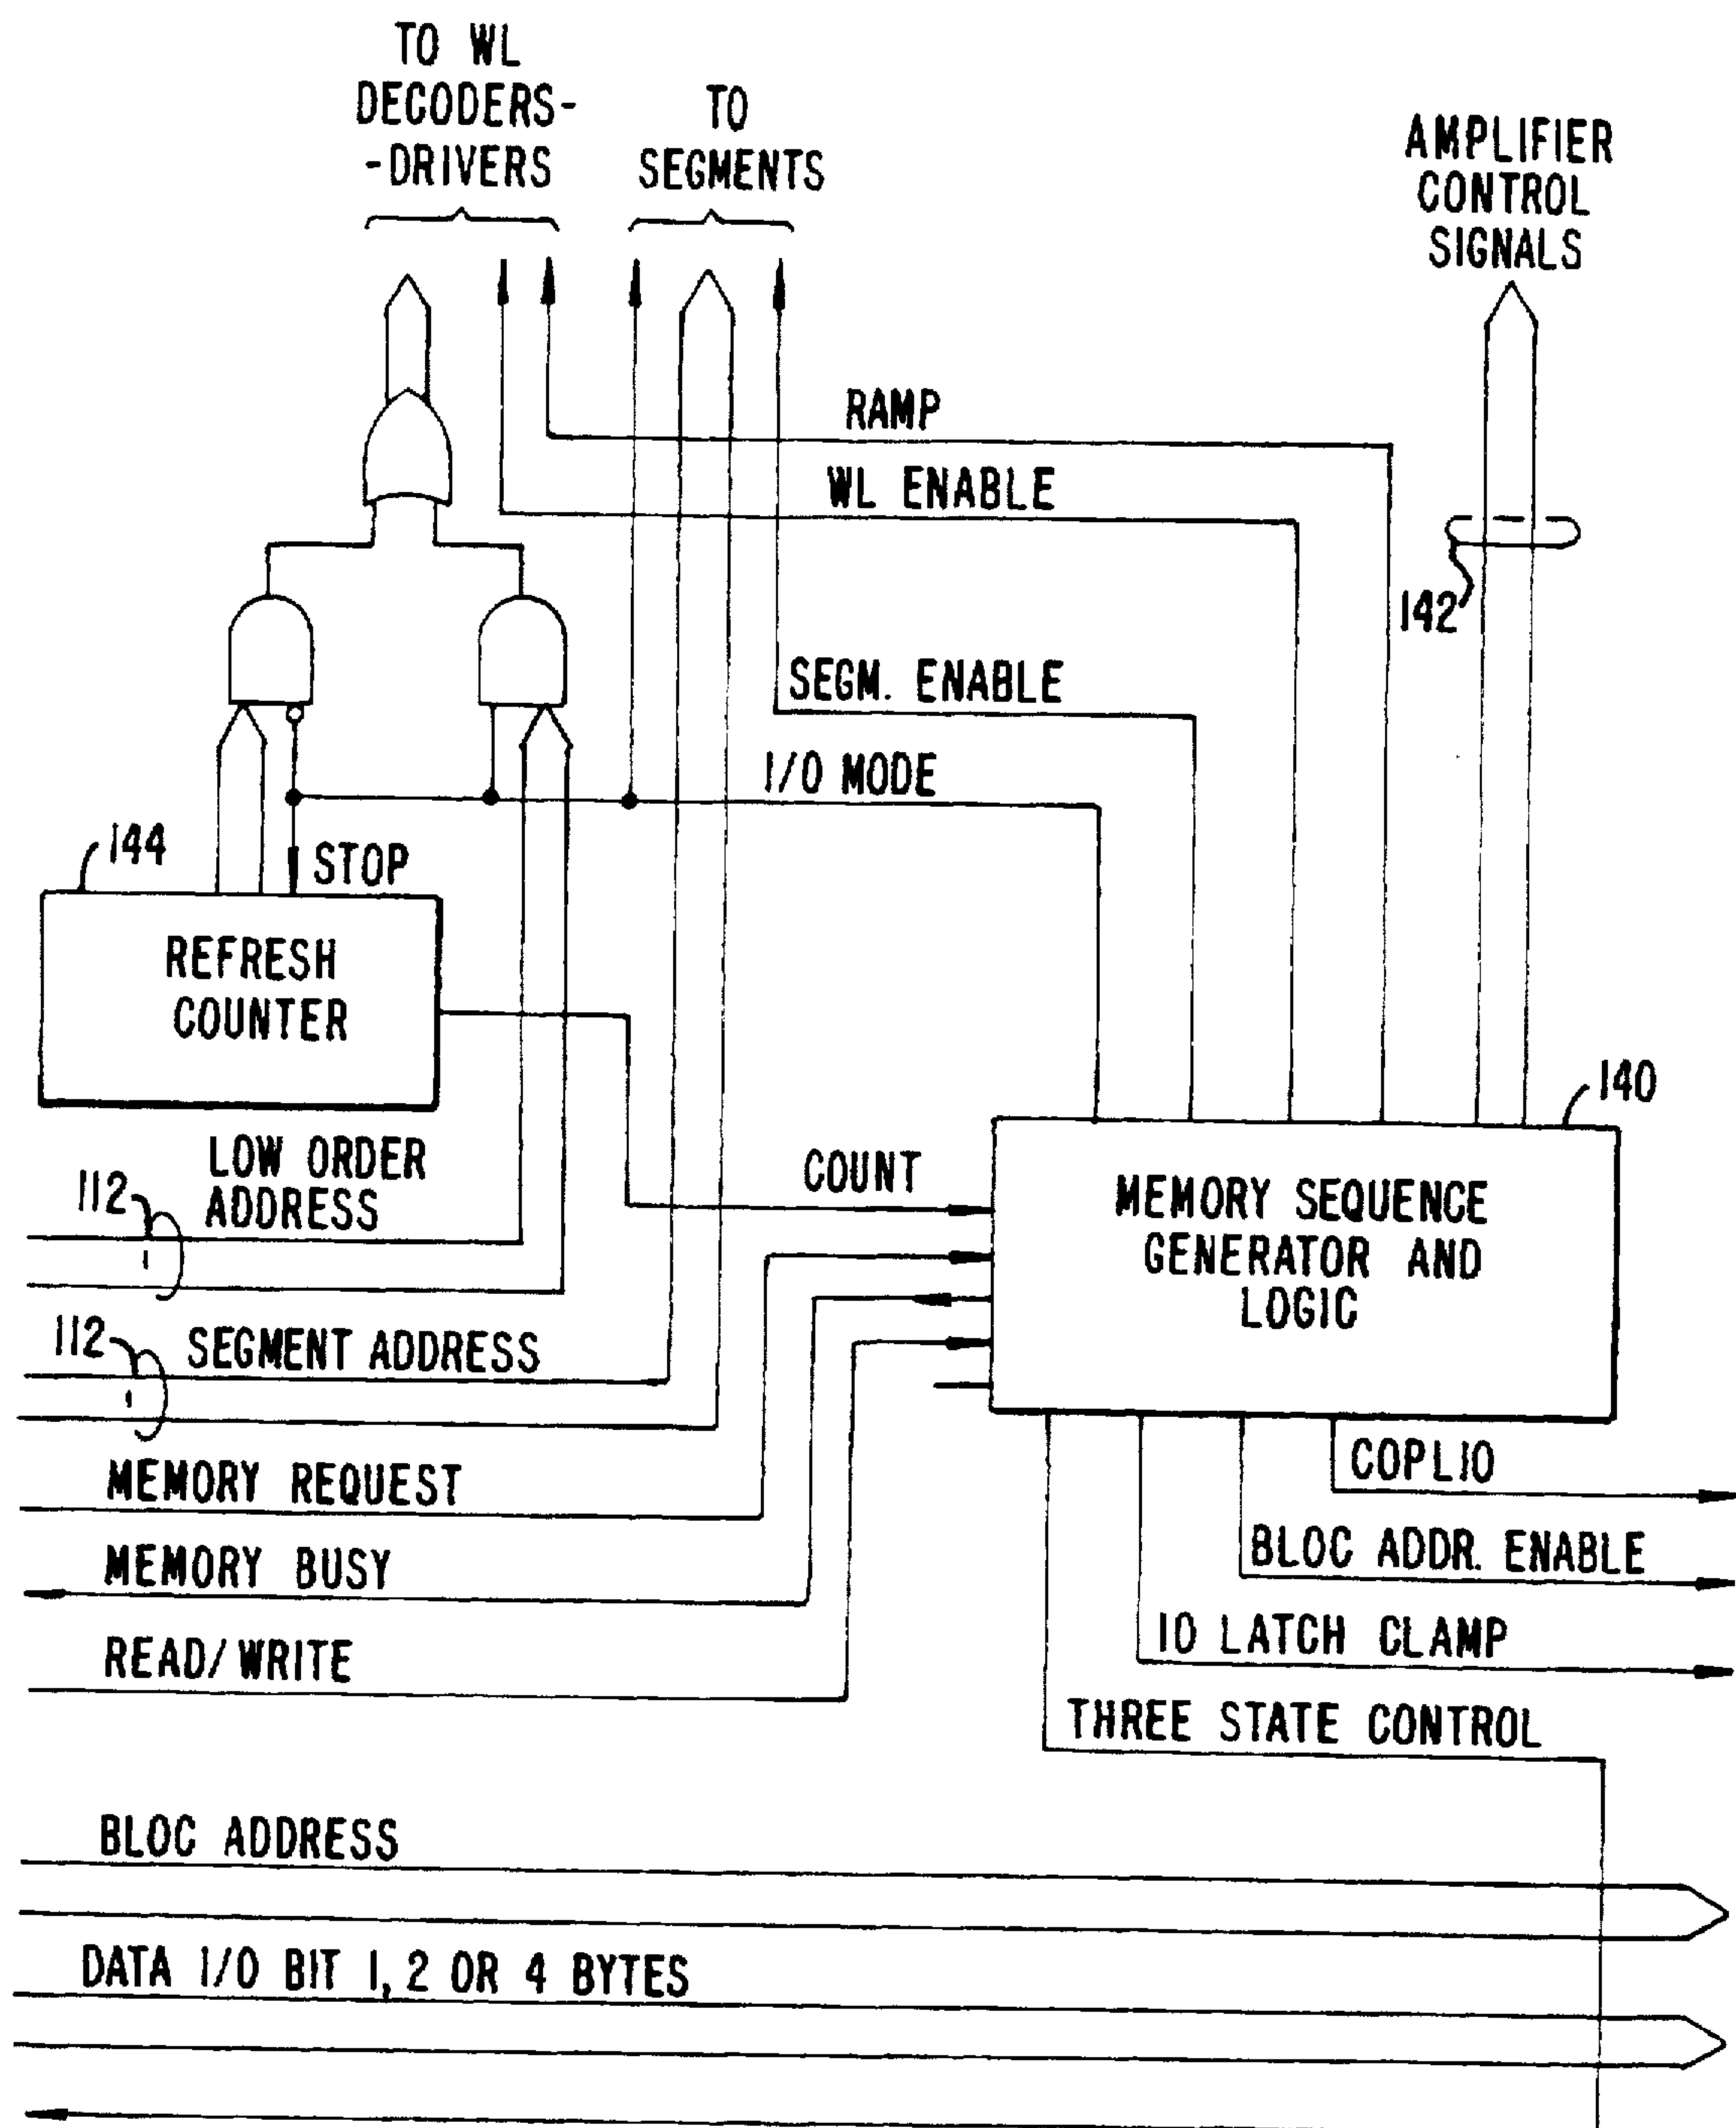 TO WL
DECODERS-
-DRIVERS
TO
SEGMENTS
AMPLIFIER
CONTROL
SIGNALS
RAMP
WL ENABLE
142
SEGM. ENABLE
I/O MODE
144
STOP
REFRESH
COUNTER
140
LOW ORDER
ADDRESS
112
COUNT
MEMORY SEQUENCE
GENERATOR AND
LOGIC
112
SEGMENT ADDRESS
MEMORY REQUEST
COPLIO
MEMORY BUSY
BLOC ADDR. ENABLE
READ/WRITE
IO LATCH CLAMP
THREE STATE CONTROL
BLOC ADDRESS
DATA I/O BIT 1, 2 OR 4 BYTES